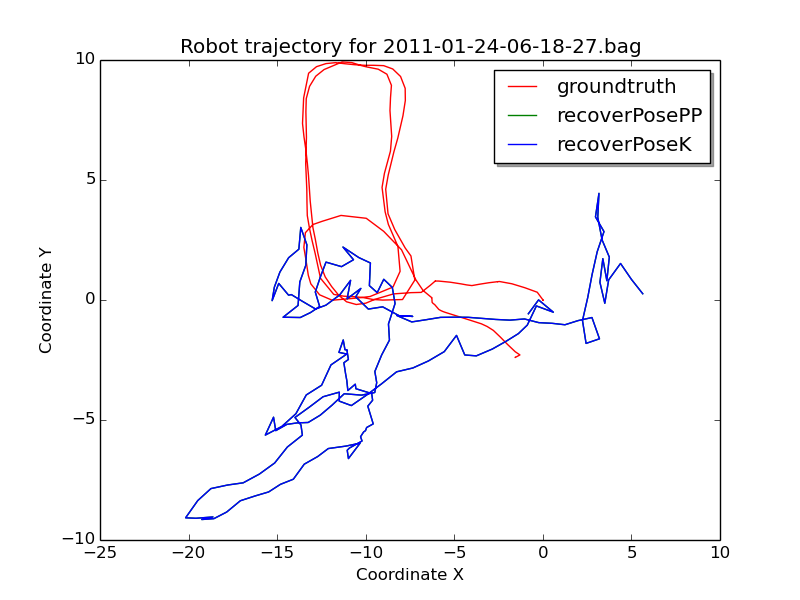 Robot trajectory for 2011-01-24-06-18-27.bag
groundtruth
recoverPosePP
recoverPoseK
Coordinate Y
10
5
0
−5
−10
−25
−20
−15
−10
−5
0
5
10
Coordinate X